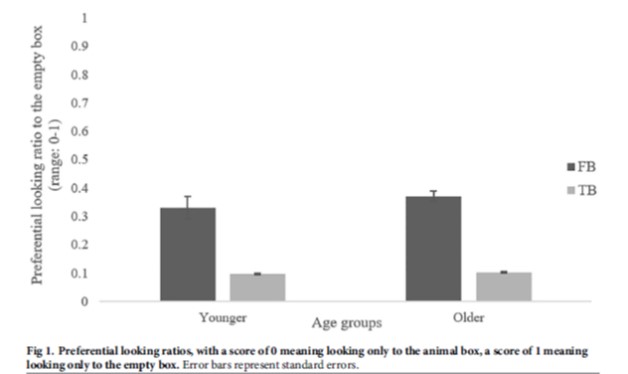 Preferential looking ratio to the empty box
(range: 0-1)
1
0.9
0.8
0.7
0.6
0.5
0.4
0.3
0.2
0.1
0
FB
TB
Younger
Older
Age groups
Fig 1. Preferential looking ratios, with a score of 0 meaning looking only to the animal box, a score of 1 meaning
looking only to the empty box. Error bars represent standard errors.